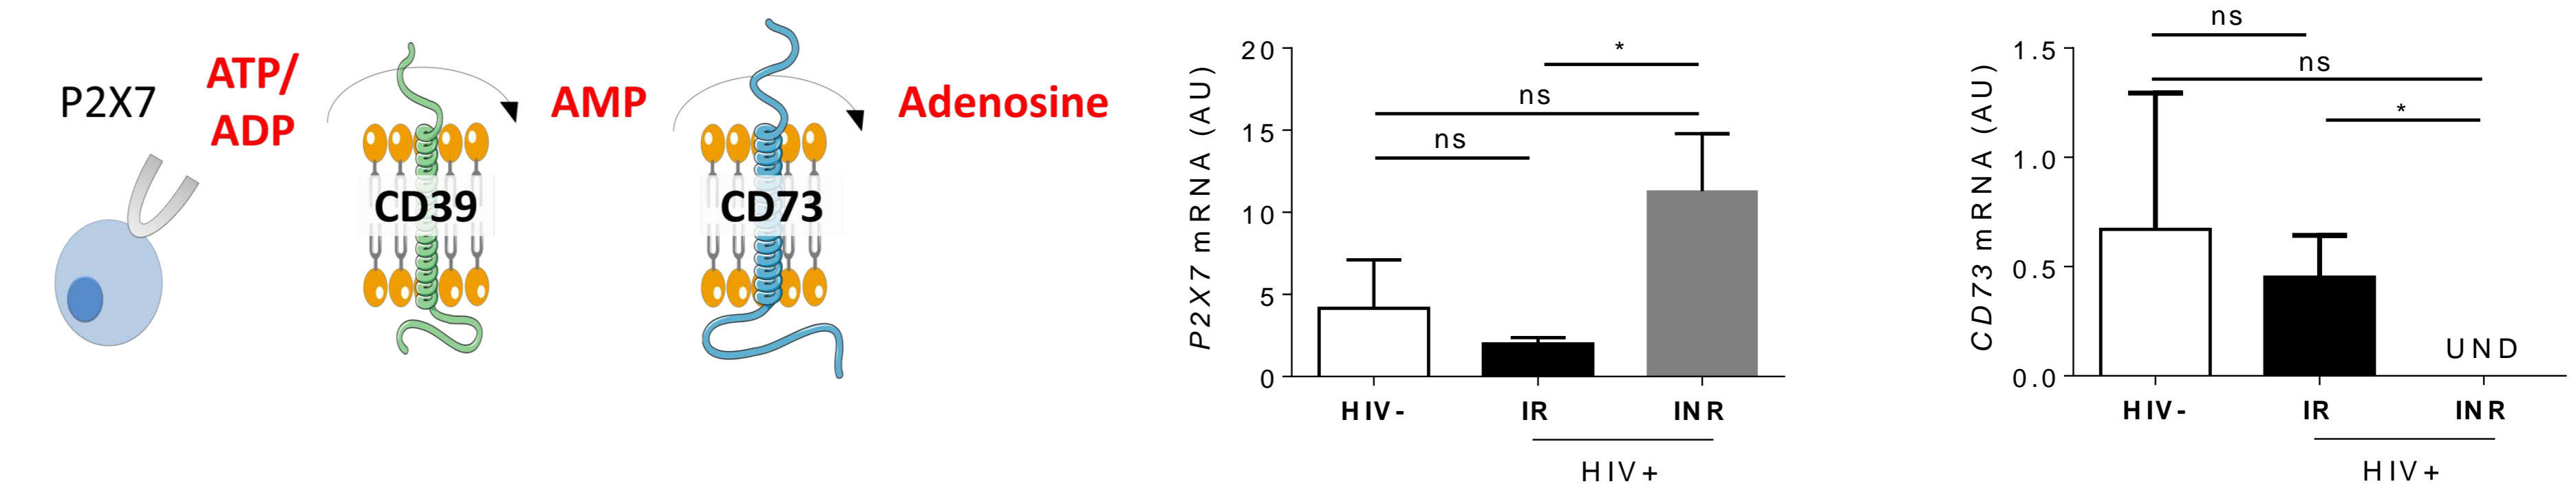 P2X7
ATP/
ADP
AMP
Adenosine
CD39
CD73
P2X7 mRNA (AU)
20
15
10
5
0
*
ns
ns
HIV-
IR
INR
HIV+
CD73 mRNA (AU)
1.5
1.0
0.5
0.0
ns
ns
*
UND
HIV-
IR
INR
HIV+